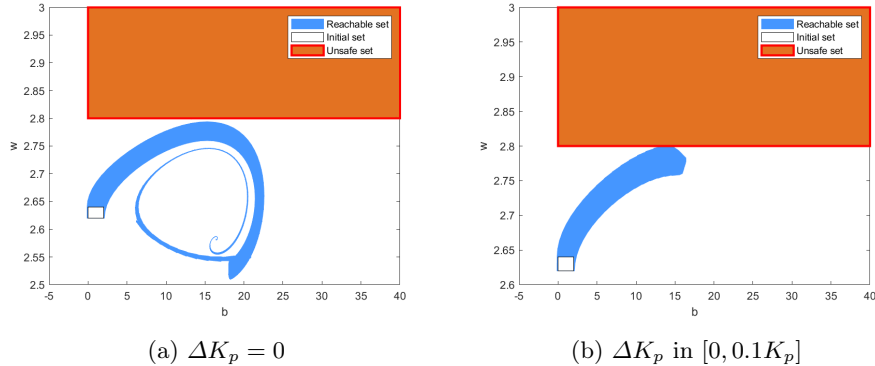 3
2.95
2.9
2.85
2.8
2.75
2.7
2.65
2.6
2.55
2.5
w
-5 0 5 10 15 20 25 30 35 40
b
Reachable set
Initial set
Unsafe set
(a) ΔKp = 0
3
2.95
2.9
2.85
2.8
2.75
2.7
2.65
2.6
w
-5 0 5 10 15 20 25 30 35 40
b
Reachable set
Initial set
Unsafe set
(b) ΔKp in [0, 0.1Kp]